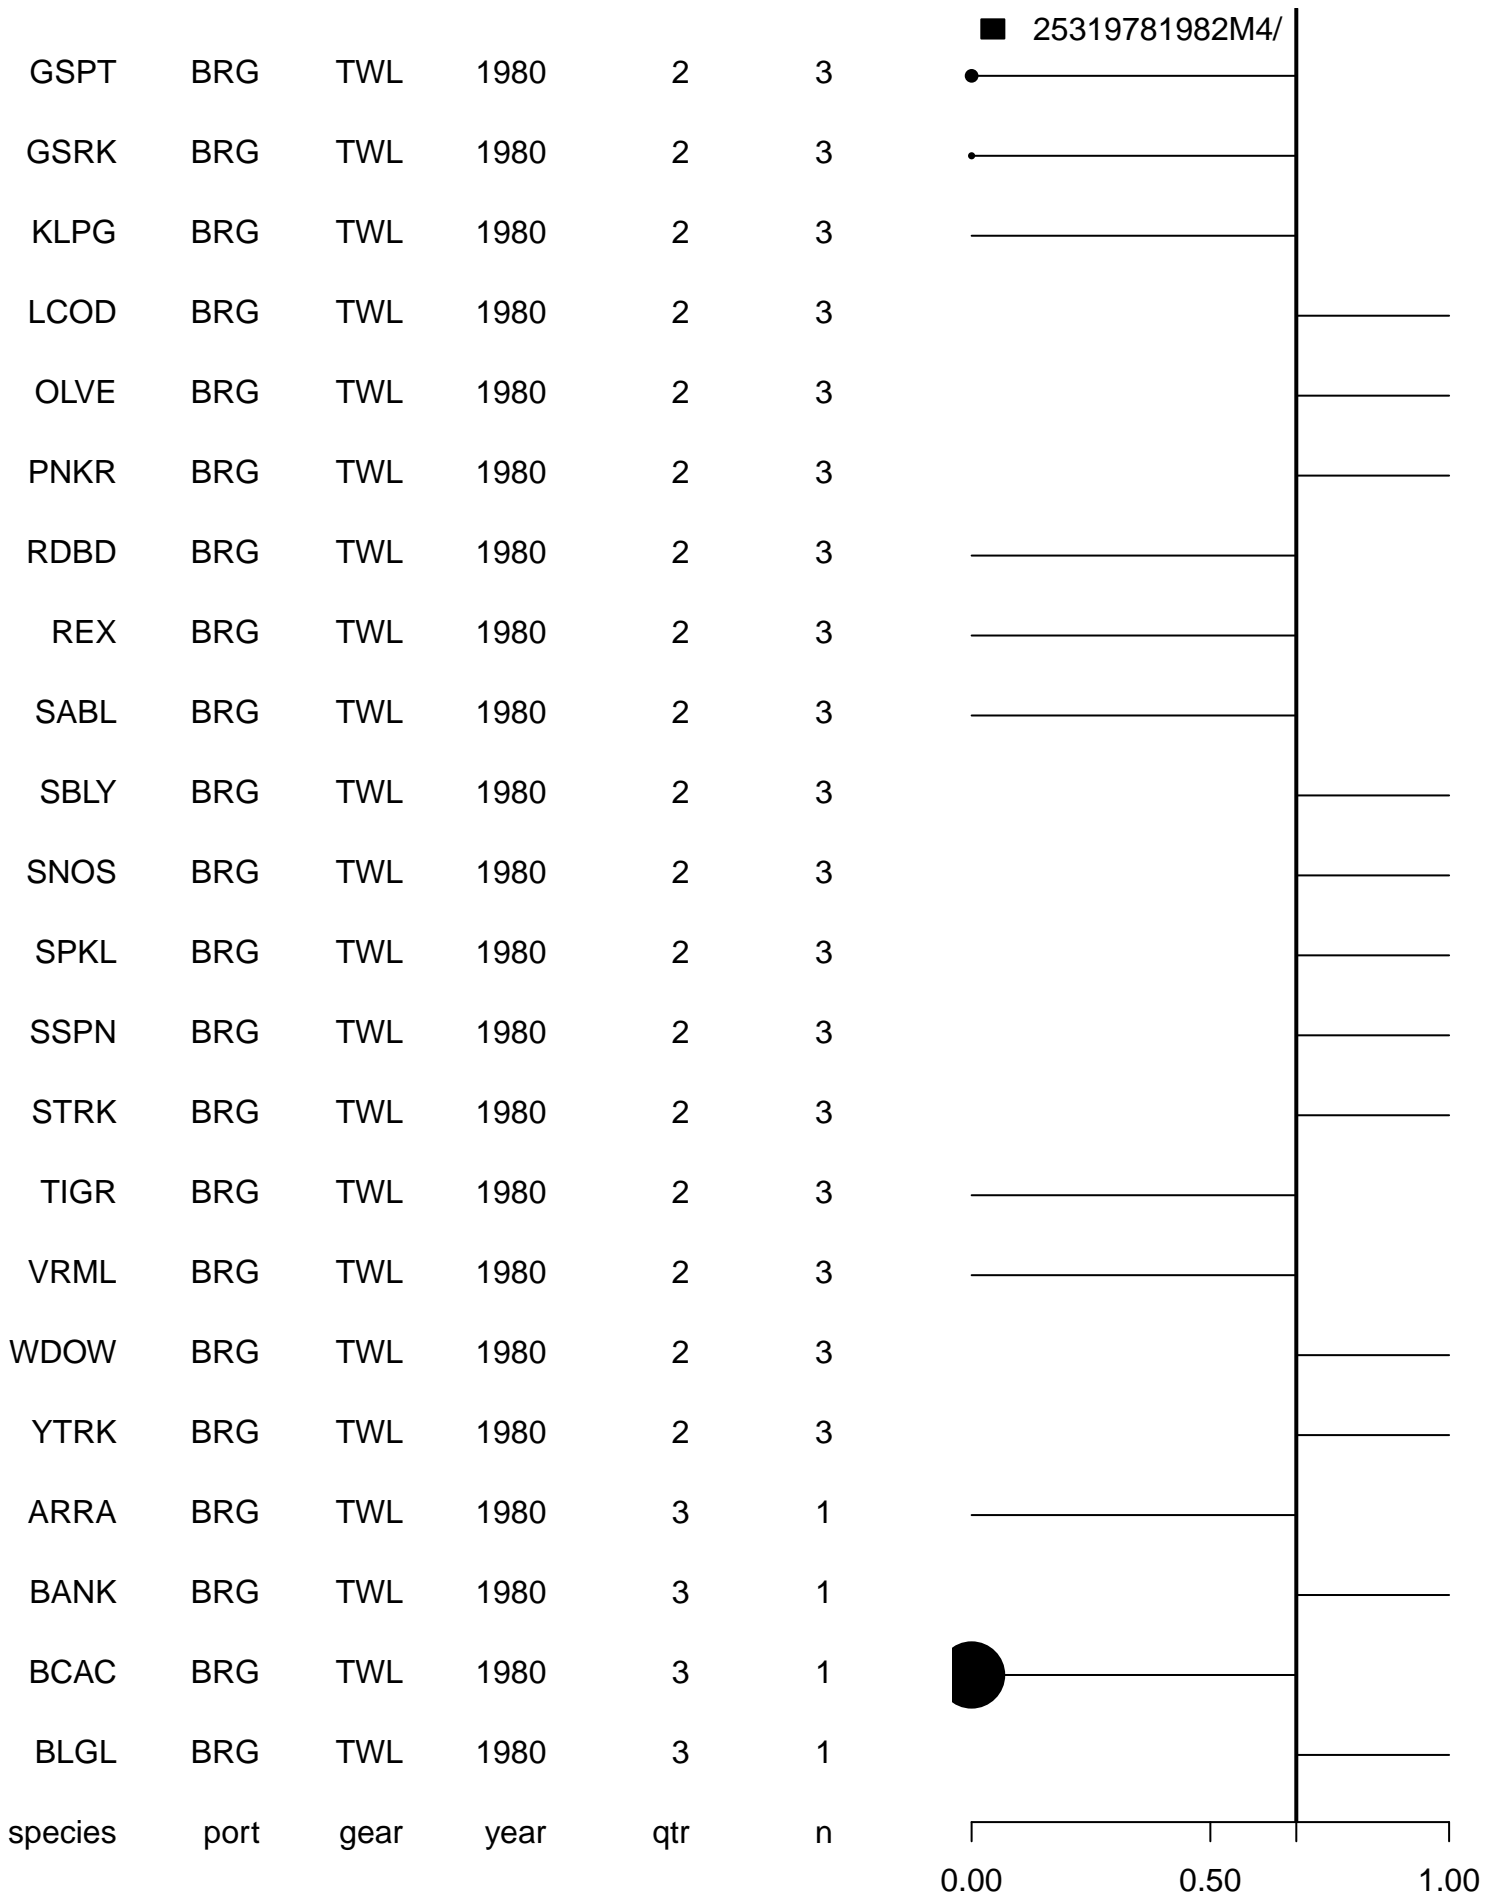 25319781982M4/
GSPT BRG TWL 1980 2 3
GSRK BRG TWL 1980 2 3
KLPG BRG TWL 1980 2 3
LCOD BRG TWL 1980 2 3
OLVE BRG TWL 1980 2 3
PNKR BRG TWL 1980 2 3
RDBD BRG TWL 1980 2 3
REX BRG TWL 1980 2 3
SABL BRG TWL 1980 2 3
SBLY BRG TWL 1980 2 3
SNOS BRG TWL 1980 2 3
SPKL BRG TWL 1980 2 3
SSPN BRG TWL 1980 2 3
STRK BRG TWL 1980 2 3
TIGR BRG TWL 1980 2 3
VRML BRG TWL 1980 2 3
WDOW BRG TWL 1980 2 3
YTRK BRG TWL 1980 2 3
ARRA BRG TWL 1980 3 1
BANK BRG TWL 1980 3 1
BCAC BRG TWL 1980 3 1
BLGL BRG TWL 1980 3 1
species port gear year qtr n
0.00 0.50 1.00